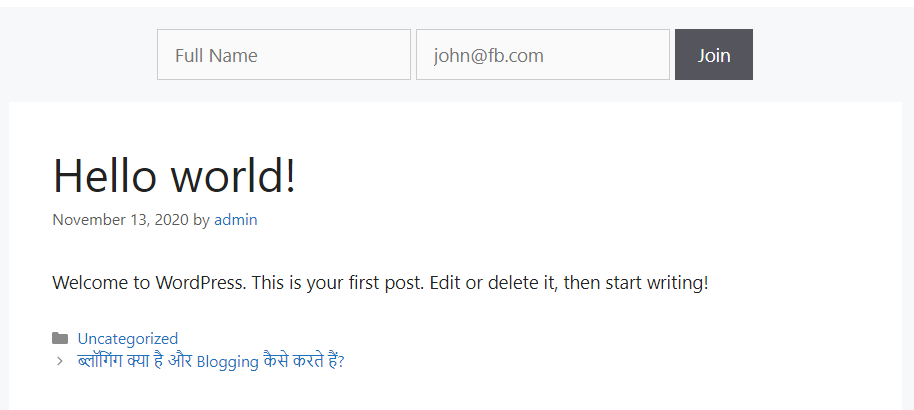 Full Name john@fb.com Join
Hello world!
November 13, 2020 by admin
Welcome to WordPress. This is your first post. Edit or delete it, then start writing!
Uncategorized
ब्लॉगिंग क्या है और Blogging कैसे करते हैं?